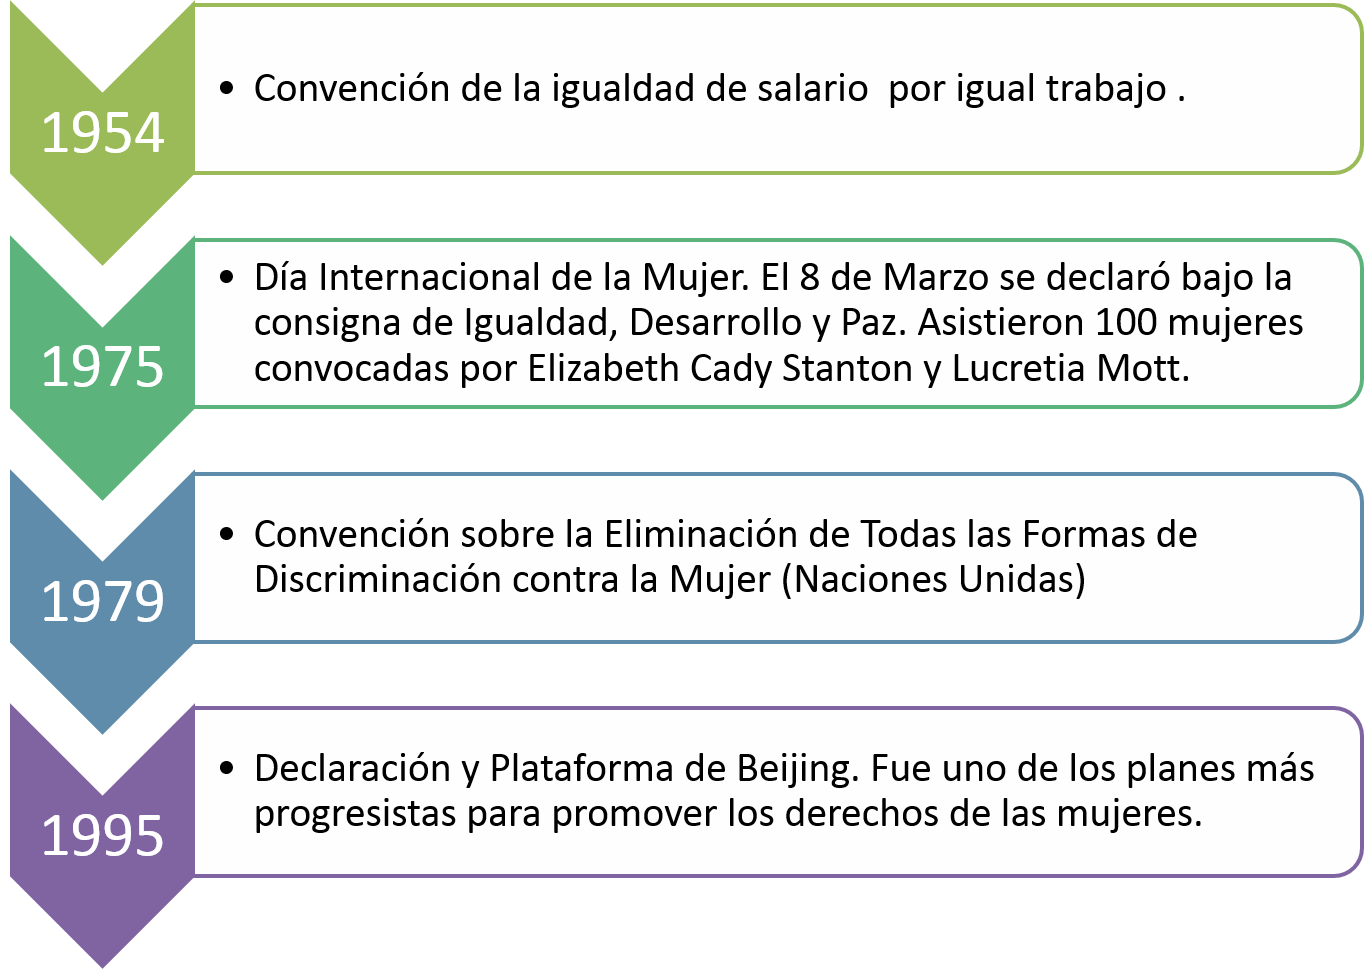 1954
• Convención de la igualdad de salario  por igual trabajo .
1975
• Día Internacional de la Mujer. El 8 de Marzo se declaró bajo la
consigna de Igualdad, Desarrollo y Paz. Asistieron 100 mujeres
convocadas por Elizabeth Cady Stanton y Lucretia Mott.
1979
• Convención sobre la Eliminación de Todas las Formas de
Discriminación contra la Mujer (Naciones Unidas)
1995
• Declaración y Plataforma de Beijing. Fue uno de los planes más
progresistas para promover los derechos de las mujeres.